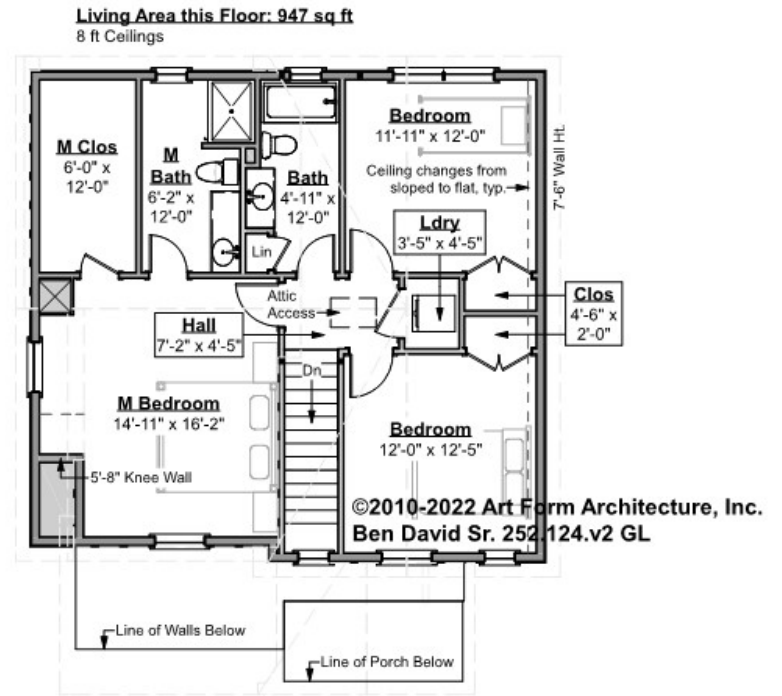 Living Area this Floor: 947 sq ft
8 ft Ceilings
M Clos
6'-0" x
12'-0"
M
Bath
6'-2" x
12'-0"
Bath
4'-11" x
12'-0"
Lin
Bedroom
11'-11" x 12'-0"
Ceiling changes from
sloped to flat, typ.
7'-6" Wall Ht.
Ldry
3'-5" x 4'-5"
Clos
4'-6" x
2'-0"
Attic
Access
Hall
7'-2" x 4'-5"
Dn
M Bedroom
14'-11" x 16'-2"
5'-8" Knee Wall
Bedroom
12'-0" x 12'-5"
©2010-2022 Art Form Architecture, Inc.
Ben David Sr. 252.124.v2 GL
Line of Walls Below
Line of Porch Below